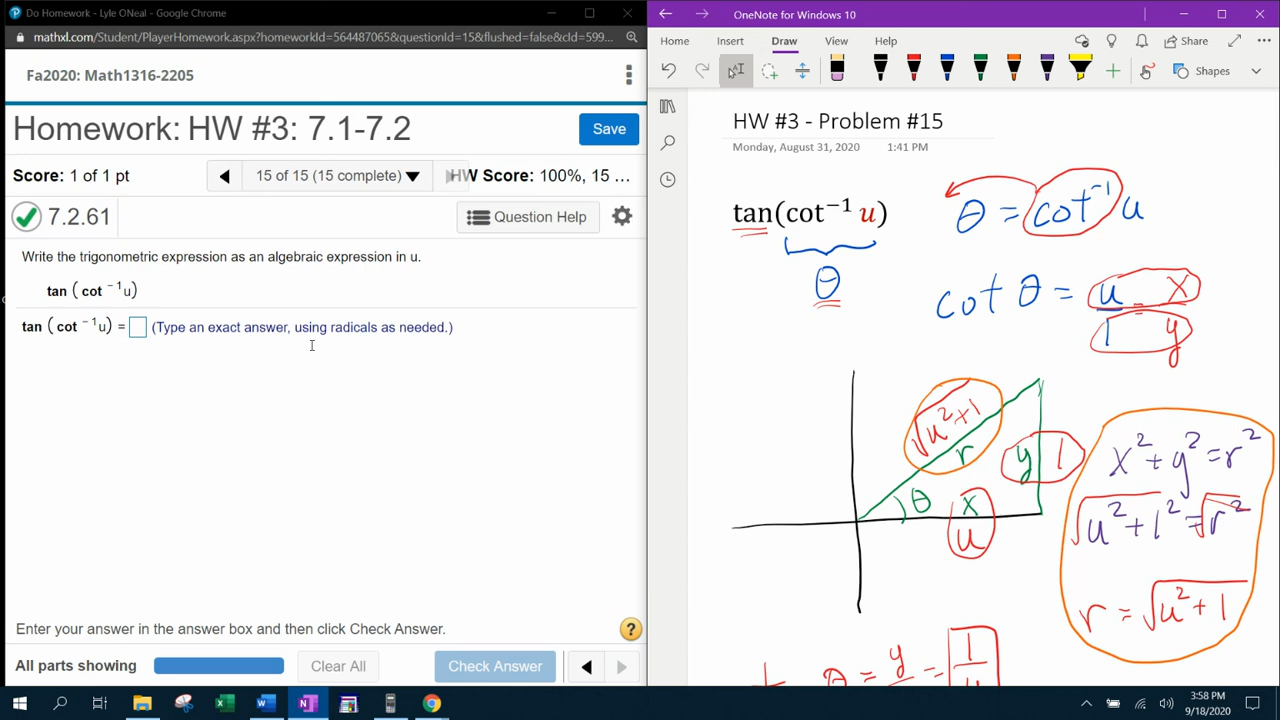 Do Homework - Lyle ONeal - Google Chrome
mathxl.com/Student/PlayerHomework.aspx?homeworkId=564487065&questionId=15&flushed=false&cId=599...
Fa2020: Math1316-2205
Homework: HW #3: 7.1-7.2
Save
Score: 1 of 1 pt
15 of 15 (15 complete)
HW Score: 100%, 15 ...
7.2.61
Question Help
Write the trigonometric expression as an algebraic expression in u.
tan ( cot ⁻¹u)
tan ( cot ⁻¹u) = (Type an exact answer, using radicals as needed.)
Enter your answer in the answer box and then click Check Answer.
?
All parts showing
Clear All
Check Answer
OneNote for Windows 10
Home Insert Draw View Help
Share
Shapes
HW #3 - Problem #15
Monday, August 31, 2020 1:41 PM
tan(cot⁻¹ u)
θ
θ = cot⁻¹ u
cot θ = u/1 = x/y
√u²+1
r
y 1
θ
x
u
x² + y² = r²
√u² + 1² = √r²
r = √u² + 1
θ = y = 1
3:58 PM
9/18/2020